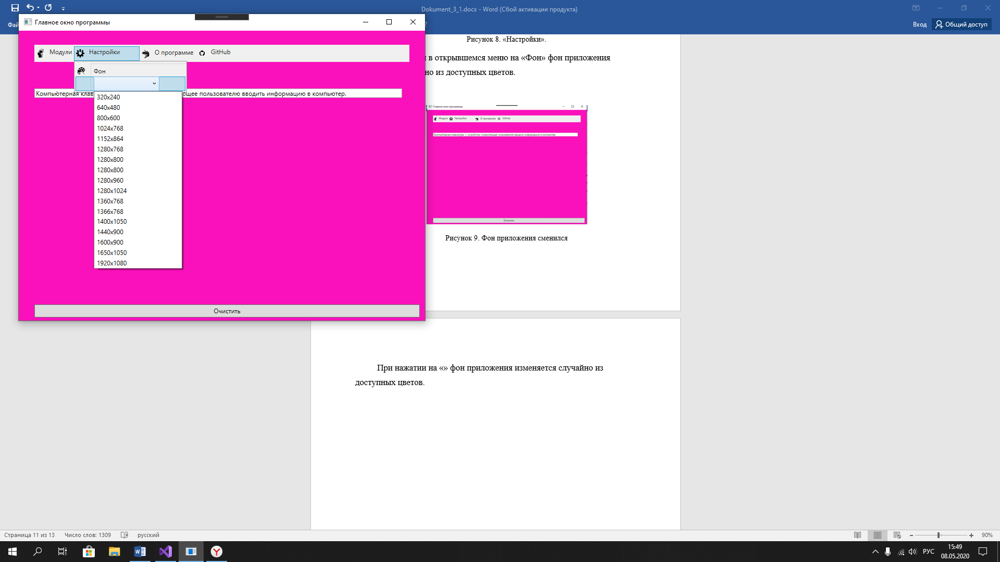 Dokument_3_1.docx - Word (Сбой активации продукта)
Фай
?
Вход
Общий доступ
Главное окно программы
Модули
Настройки
О программе
GitHub
Фон
Компьютерная клав
ющее пользователю вводить информацию в компьютер.
320x240
640x480
800x600
1024x768
1152x864
1280x768
1280x800
1280x800
1280x960
1280x1024
1360x768
1366x768
1400x1050
1440x900
1600x900
1650x1050
1920x1080
Очистить
Рисунок 8. «Настройки».
в открывшемся меню на «Фон» фон приложения
но из доступных цветов.
Главное окно программы
Модули
Настройки
О программе
GitHub
Компьютерная клавиатура — устройство, позволяющее пользователю вводить информацию в компьютер.
Очистить
Рисунок 9. Фон приложения сменился
При нажатии на «» фон приложения изменяется случайно из
доступных цветов.
Страница 11 из 13
Число слов: 1309
русский
90%
РУС
15:49
08.05.2020